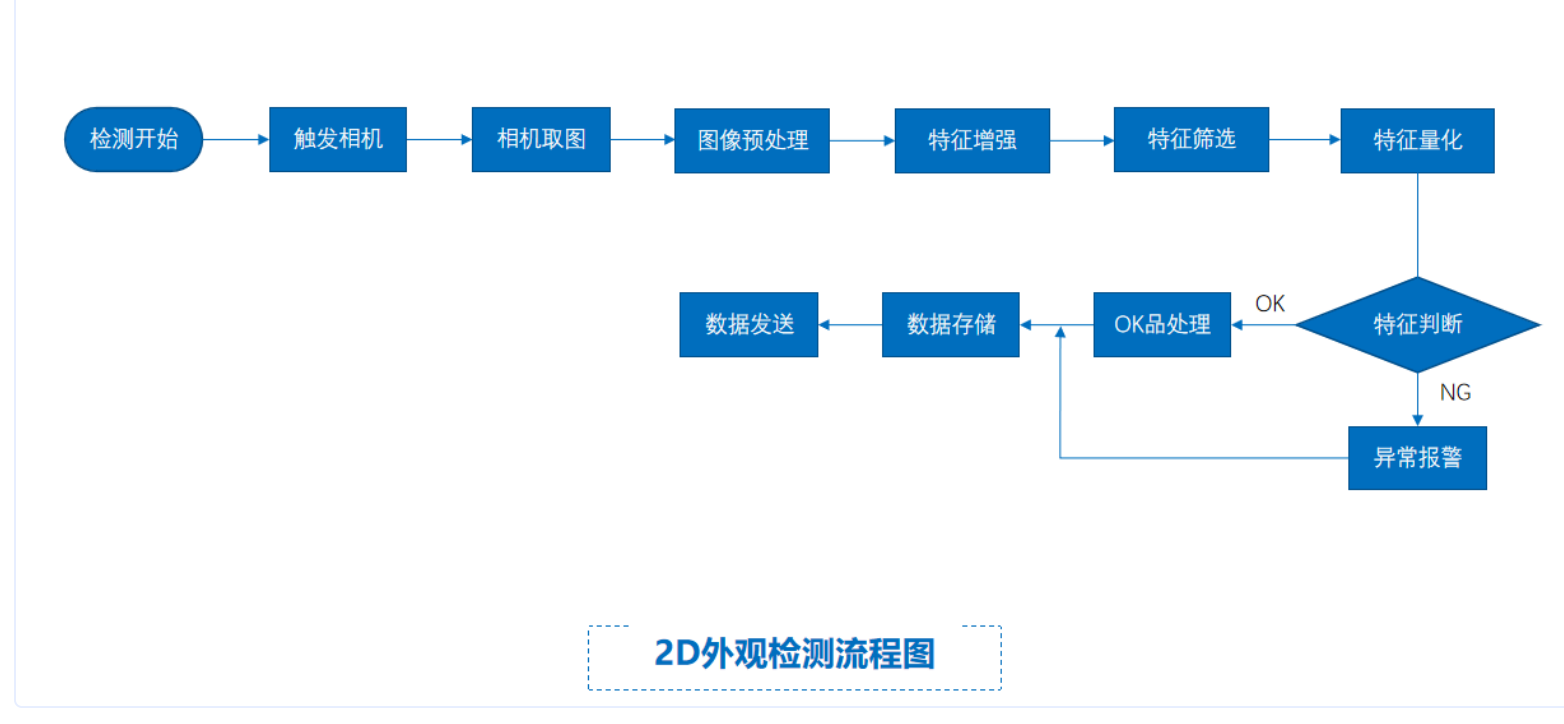 检测开始
触发相机
相机取图
图像预处理
特征增强
特征筛选
特征量化
数据发送
数据存储
OK品处理
OK
特征判断
NG
异常报警
2D外观检测流程图